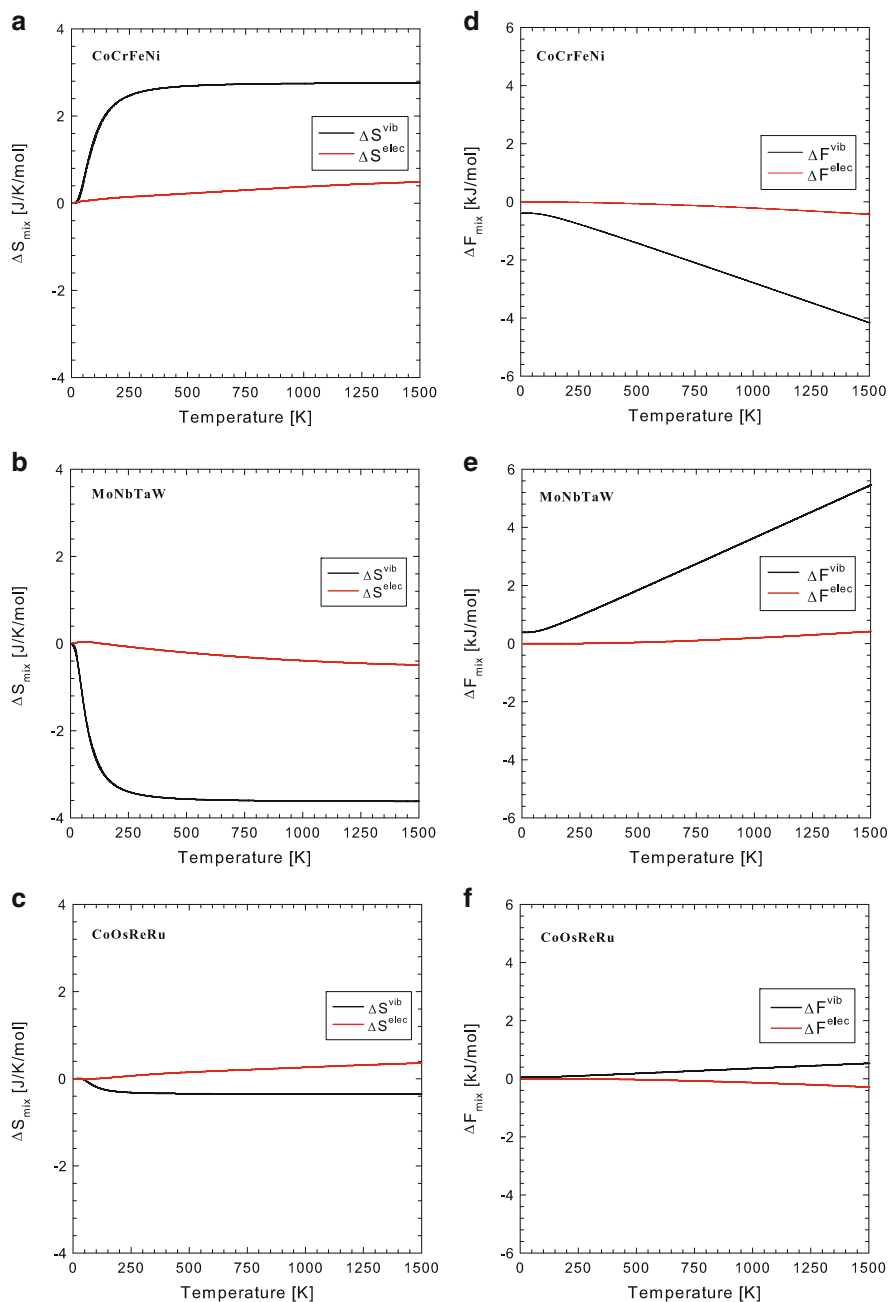 a
4
2
0
-2
-4
ΔS_mix [J/K/mol]
CoCrFeNi
ΔS^vib
ΔS^elec
0 250 500 750 1000 1250 1500
Temperature [K]
d
6
4
2
0
-2
-4
-6
ΔF_mix [kJ/mol]
CoCrFeNi
ΔF^vib
ΔF^elec
0 250 500 750 1000 1250 1500
Temperature [K]
b
4
2
0
-2
-4
ΔS_mix [J/K/mol]
MoNbTaW
ΔS^vib
ΔS^elec
0 250 500 750 1000 1250 1500
Temperature [K]
e
6
4
2
0
-2
-4
-6
ΔF_mix [kJ/mol]
MoNbTaW
ΔF^vib
ΔF^elec
0 250 500 750 1000 1250 1500
Temperature [K]
c
4
2
0
-2
-4
ΔS_mix [J/K/mol]
CoOsReRu
ΔS^vib
ΔS^elec
0 250 500 750 1000 1250 1500
Temperature [K]
f
6
4
2
0
-2
-4
-6
ΔF_mix [kJ/mol]
CoOsReRu
ΔF^vib
ΔF^elec
0 250 500 750 1000 1250 1500
Temperature [K]